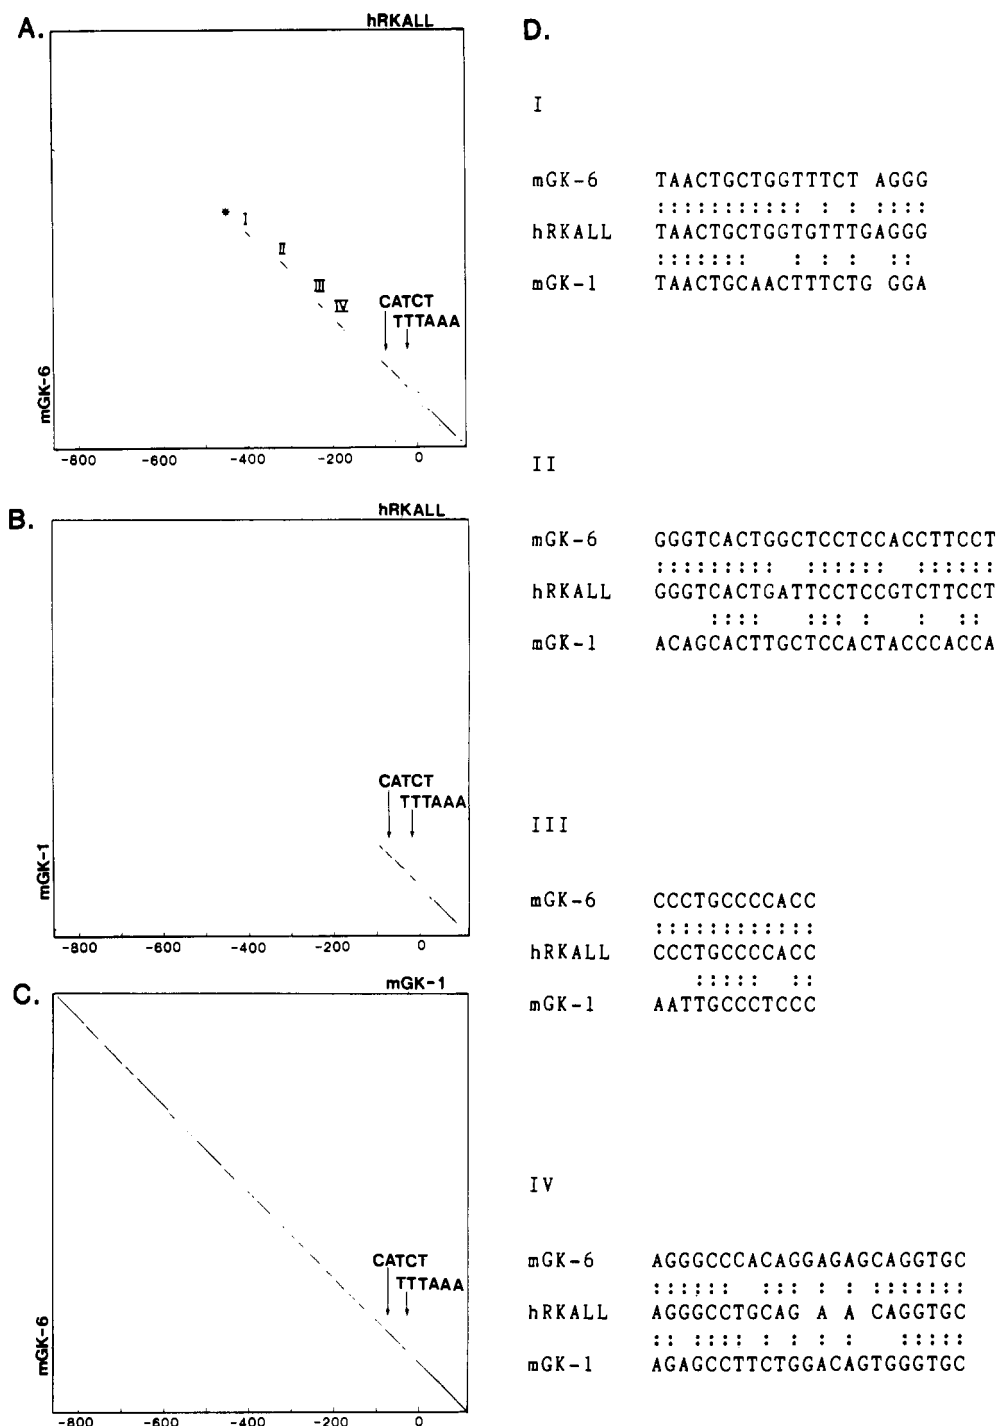 A.
hRKALL
*
I
II
III
IV
CATCT
TTTAAA
mGK-6
-800 -600 -400 -200 0
B.
hRKALL
CATCT
TTTAAA
mGK-1
-800 -600 -400 -200 0
C.
mGK-1
CATCT
TTTAAA
mGK-6
-800 -600 -400 -200 0
D.
I
mGK-6 TAACTGCTGGTTTCT AGGG
::::::::::: : : ::::
hRKALL TAACTGCTGGTGTTTGAGGG
::::::: : : : ::
mGK-1 TAACTGCAACTTTCTG GGA
II
mGK-6 GGGTCACTGGCTCCTCCACCTTCCT
::::::::: :::::: ::::::
hRKALL GGGTCACTGATTCCTCCGTCTTCCT
:::: ::: : : ::
mGK-1 ACAGCACTTGCTCCACTACCCACCA
III
mGK-6 CCCTGCCCCACC
::::::::::::
hRKALL CCCTGCCCCACC
::::: ::
mGK-1 AATTGCCCTCCC
IV
mGK-6 AGGGCCCACAGGAGAGCAGGTGC
:::::: ::: : : :::::::
hRKALL AGGGCCTGCAG A A CAGGTGC
:: :::: : : : : :::::
mGK-1 AGAGCCTTCTGGACAGTGGGTGC